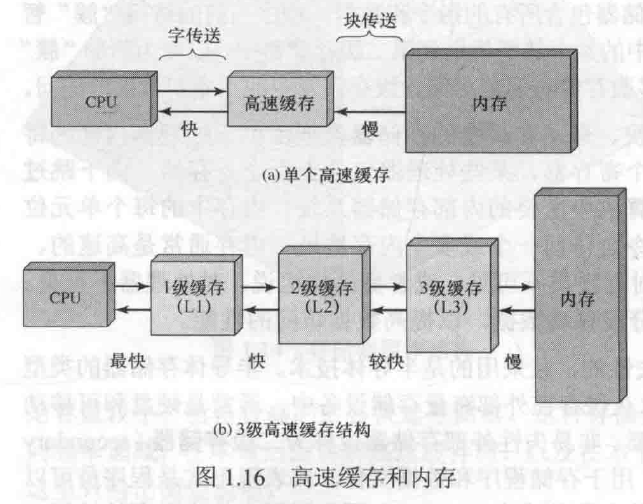 字传送
块传送
CPU
高速缓存
内存
快
慢
(a)单个高速缓存
CPU
1级缓存
(L1)
2级缓存
(L2)
3级缓存
(L3)
内存
最快
快
较快
慢
(b)3级高速缓存结构
图 1.16 高速缓存和内存